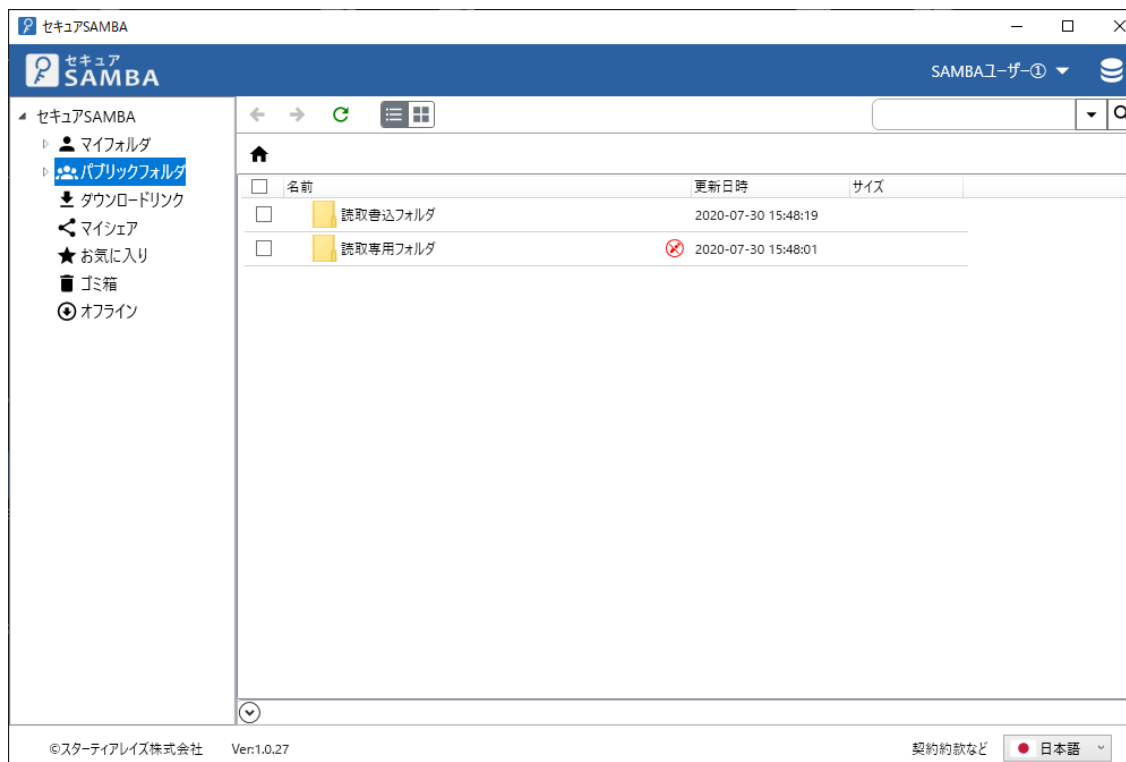 セキュアSAMBA
セキュア
SAMBA
SAMBAユーザー①
セキュアSAMBA
マイフォルダ
パブリックフォルダ
ダウンロードリンク
マイシェア
お気に入り
ゴミ箱
オフライン
名前 更新日時 サイズ
読取書込フォルダ 2020-07-30 15:48:19
読取専用フォルダ 2020-07-30 15:48:01
©スターティアレイズ株式会社 Ver:1.0.27 契約約款など 日本語